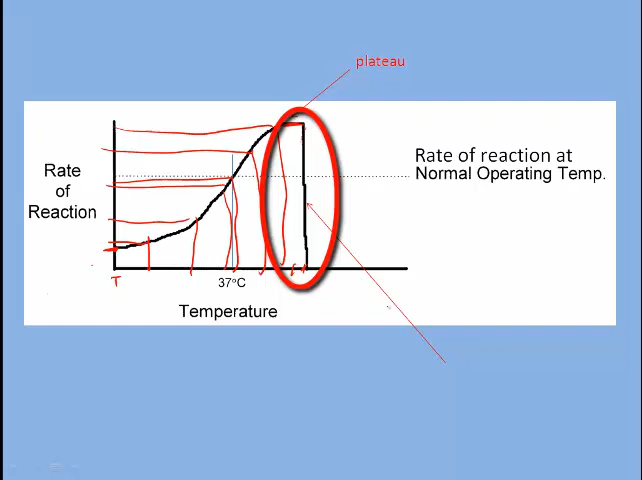 plateau
Rate
of
Reaction
Rate of reaction at
Normal Operating Temp.
T
37°C
Temperature